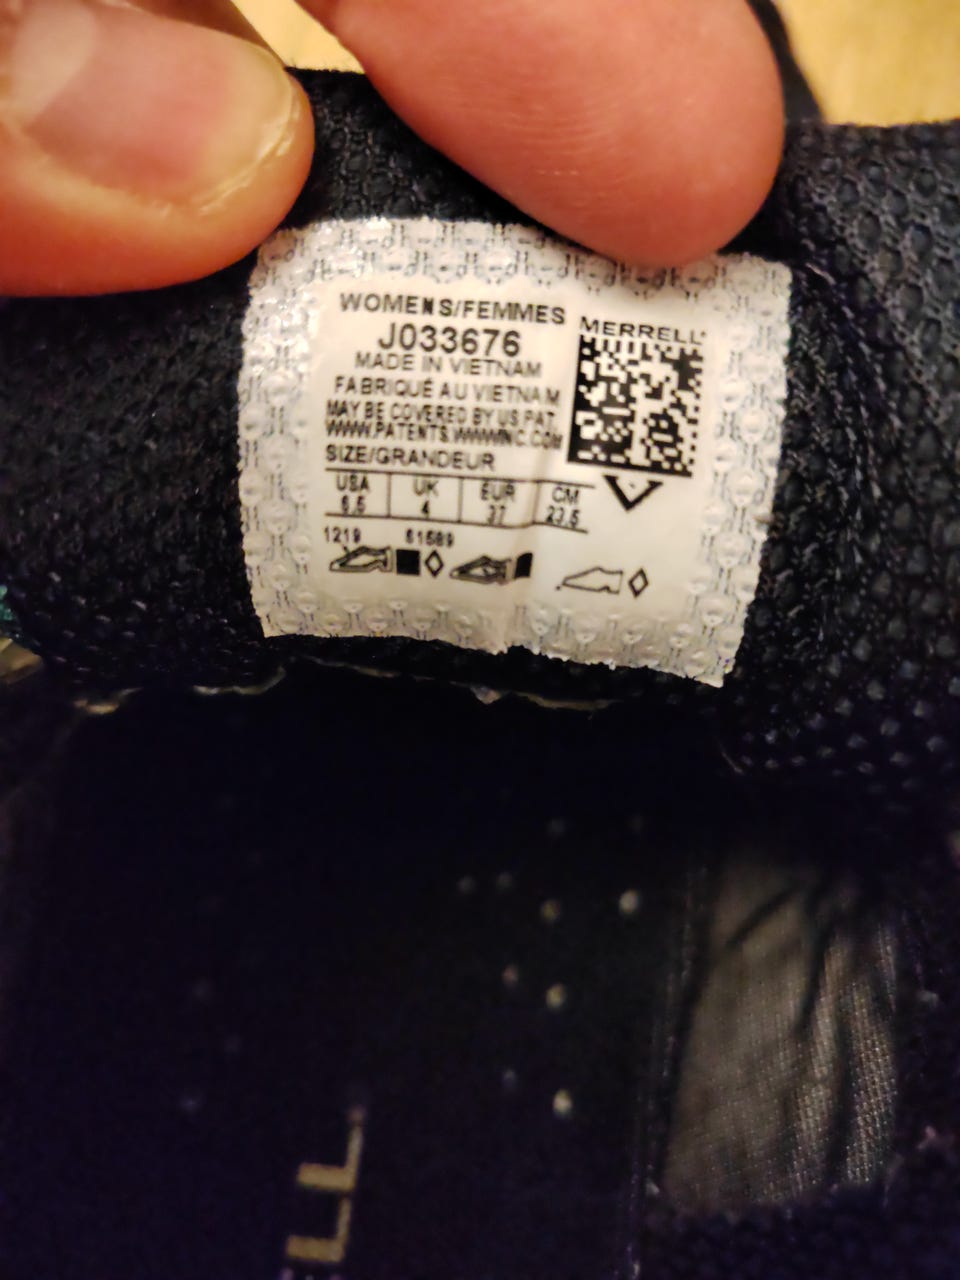 WOMENS/FEMMES
J033676
MERRELL
MADE IN VIETNAM
FABRIQUÉ AU VIETNAM
MAY BE COVERED BY US PAT.
WWW.PATENTS.WWWINC.COM
SIZE/GRANDEUR
USA UK EUR CM
6.5 4 37 23.5
1219 61589
LL